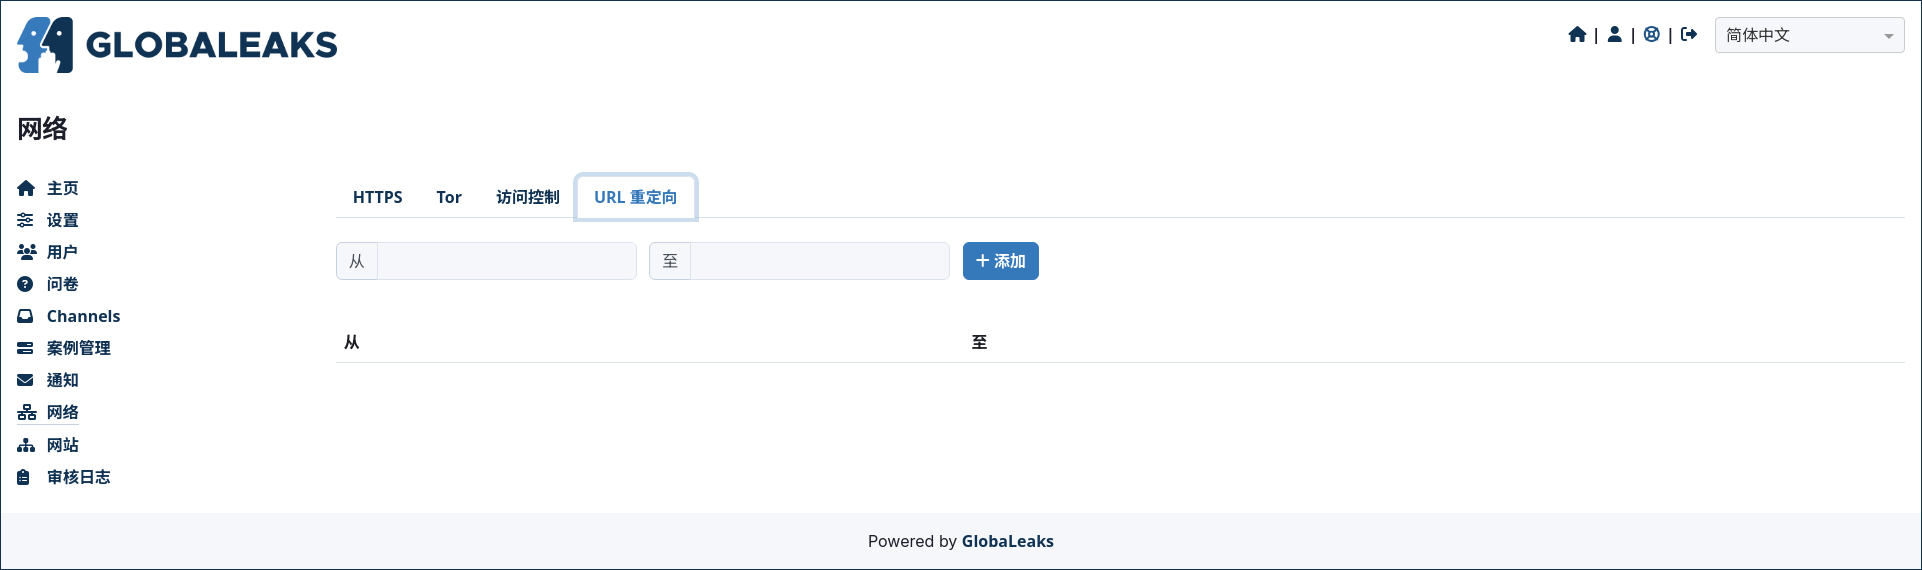 GLOBALEAKS
| | | 简体中文
网络
主页
设置
用户
问卷
Channels
案例管理
通知
网络
网站
审核日志
HTTPS Tor 访问控制 URL 重定向
从 至 添加
从 至
Powered by GlobaLeaks